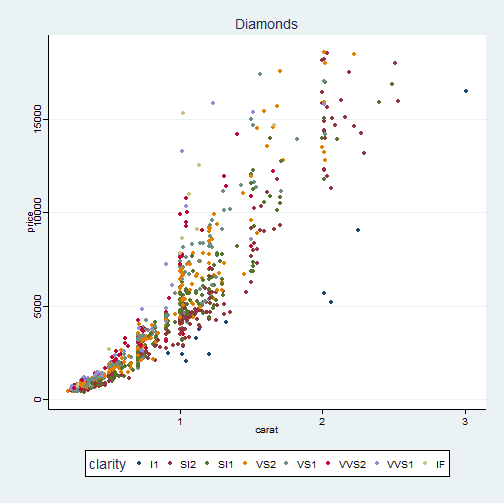 Diamonds
15000
10000
5000
0
price
1 2 3
carat
clarity I1 SI2 SI1 VS2 VS1 VVS2 VVS1 IF